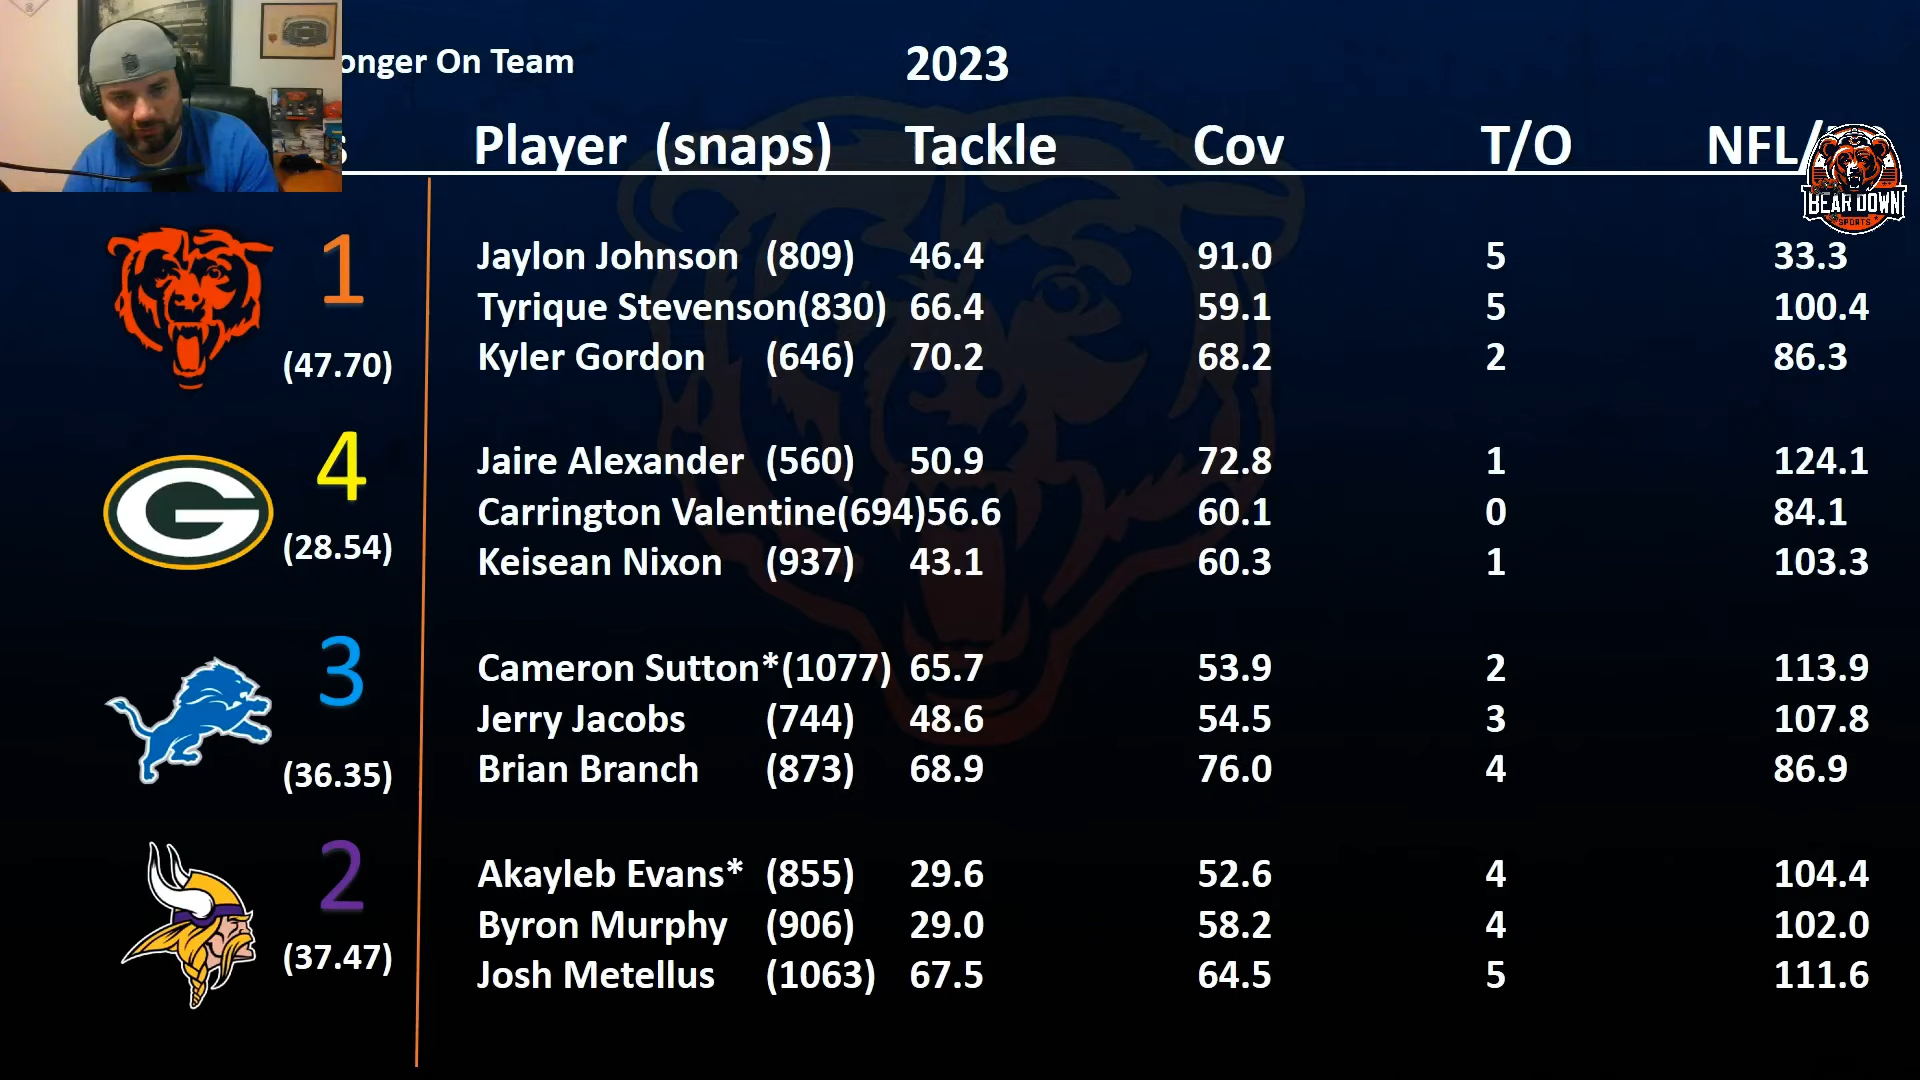 onger On Team
2023
s Player (snaps) Tackle Cov T/O NFL/
BEAR DOWN
SPORTS
1
(47.70)
Jaylon Johnson (809) 46.4 91.0 5 33.3
Tyrique Stevenson(830) 66.4 59.1 5 100.4
Kyler Gordon (646) 70.2 68.2 2 86.3
G
4
(28.54)
Jaire Alexander (560) 50.9 72.8 1 124.1
Carrington Valentine(694)56.6 60.1 0 84.1
Keisean Nixon (937) 43.1 60.3 1 103.3
3
(36.35)
Cameron Sutton*(1077) 65.7 53.9 2 113.9
Jerry Jacobs (744) 48.6 54.5 3 107.8
Brian Branch (873) 68.9 76.0 4 86.9
2
(37.47)
Akayleb Evans* (855) 29.6 52.6 4 104.4
Byron Murphy (906) 29.0 58.2 4 102.0
Josh Metellus (1063) 67.5 64.5 5 111.6